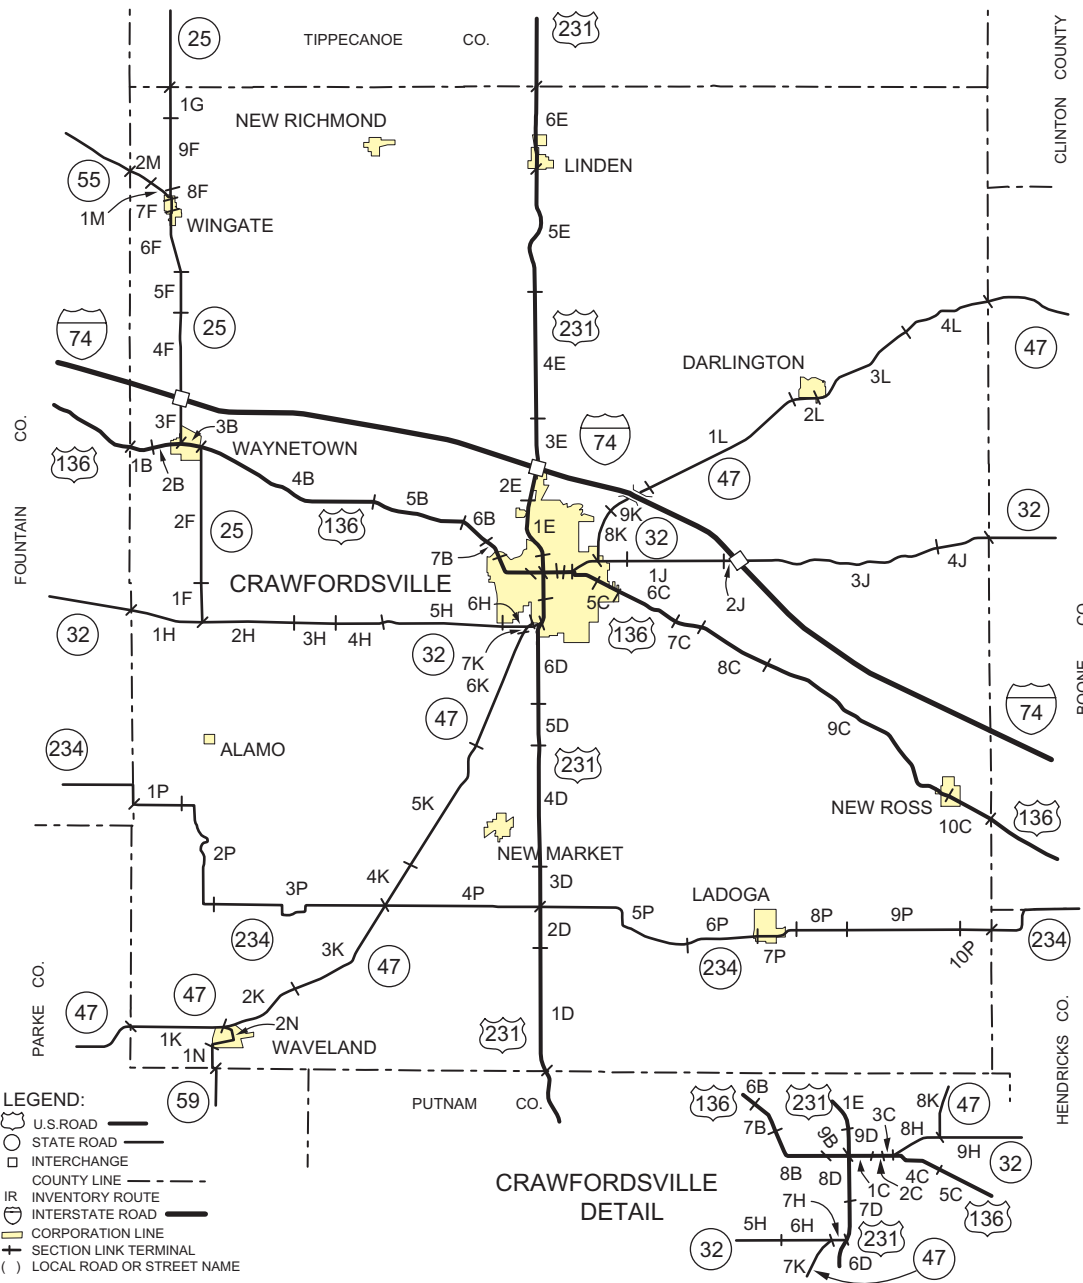 25
TIPPECANOE CO.
231
CLINTON COUNTY
1G
6E
NEW RICHMOND
9F
2M
LINDEN
55
8F
1M
7F
WINGATE
6F
5E
5F
25
231
74
4F
4E
4L
47
DARLINGTON
3L
2L
3F
3B
3E
74
1L
FOUNTAIN CO.
136
1B
2B
WAYNETOWN
4B
47
2E
5B
136
6B
9K
32
32
2F
25
1E
8K
7B
4J
3J
CRAWFORDSVILLE
1J
6C
2J
1F
5C
32
1H
2H
3H
4H
5H
6H
136
7C
32
7K
6K
6D
8C
BOONE CO.
47
5D
9C
74
234
ALAMO
231
1P
5K
4D
NEW ROSS
10C
136
2P
NEW MARKET
4K
3D
3P
4P
LADOGA
5P
6P
8P
9P
234
2D
7P
10P
234
234
3K
47
PARKE CO.
47
47
2K
2N
1K
1N
WAVELAND
231
1D
HENDRICKS CO.
59
PUTNAM CO.
LEGEND:
U.S.ROAD
STATE ROAD
INTERCHANGE
COUNTY LINE
IR INVENTORY ROUTE
INTERSTATE ROAD
CORPORATION LINE
SECTION LINK TERMINAL
( ) LOCAL ROAD OR STREET NAME
CRAWFORDSVILLE
DETAIL
136
6B
231
1E
3C
8K
47
7B
9B
9D
8H
9H
8B
8D
1C
2C
4C
5C
32
136
7H
7D
5H
6H
32
231
7K
6D
47